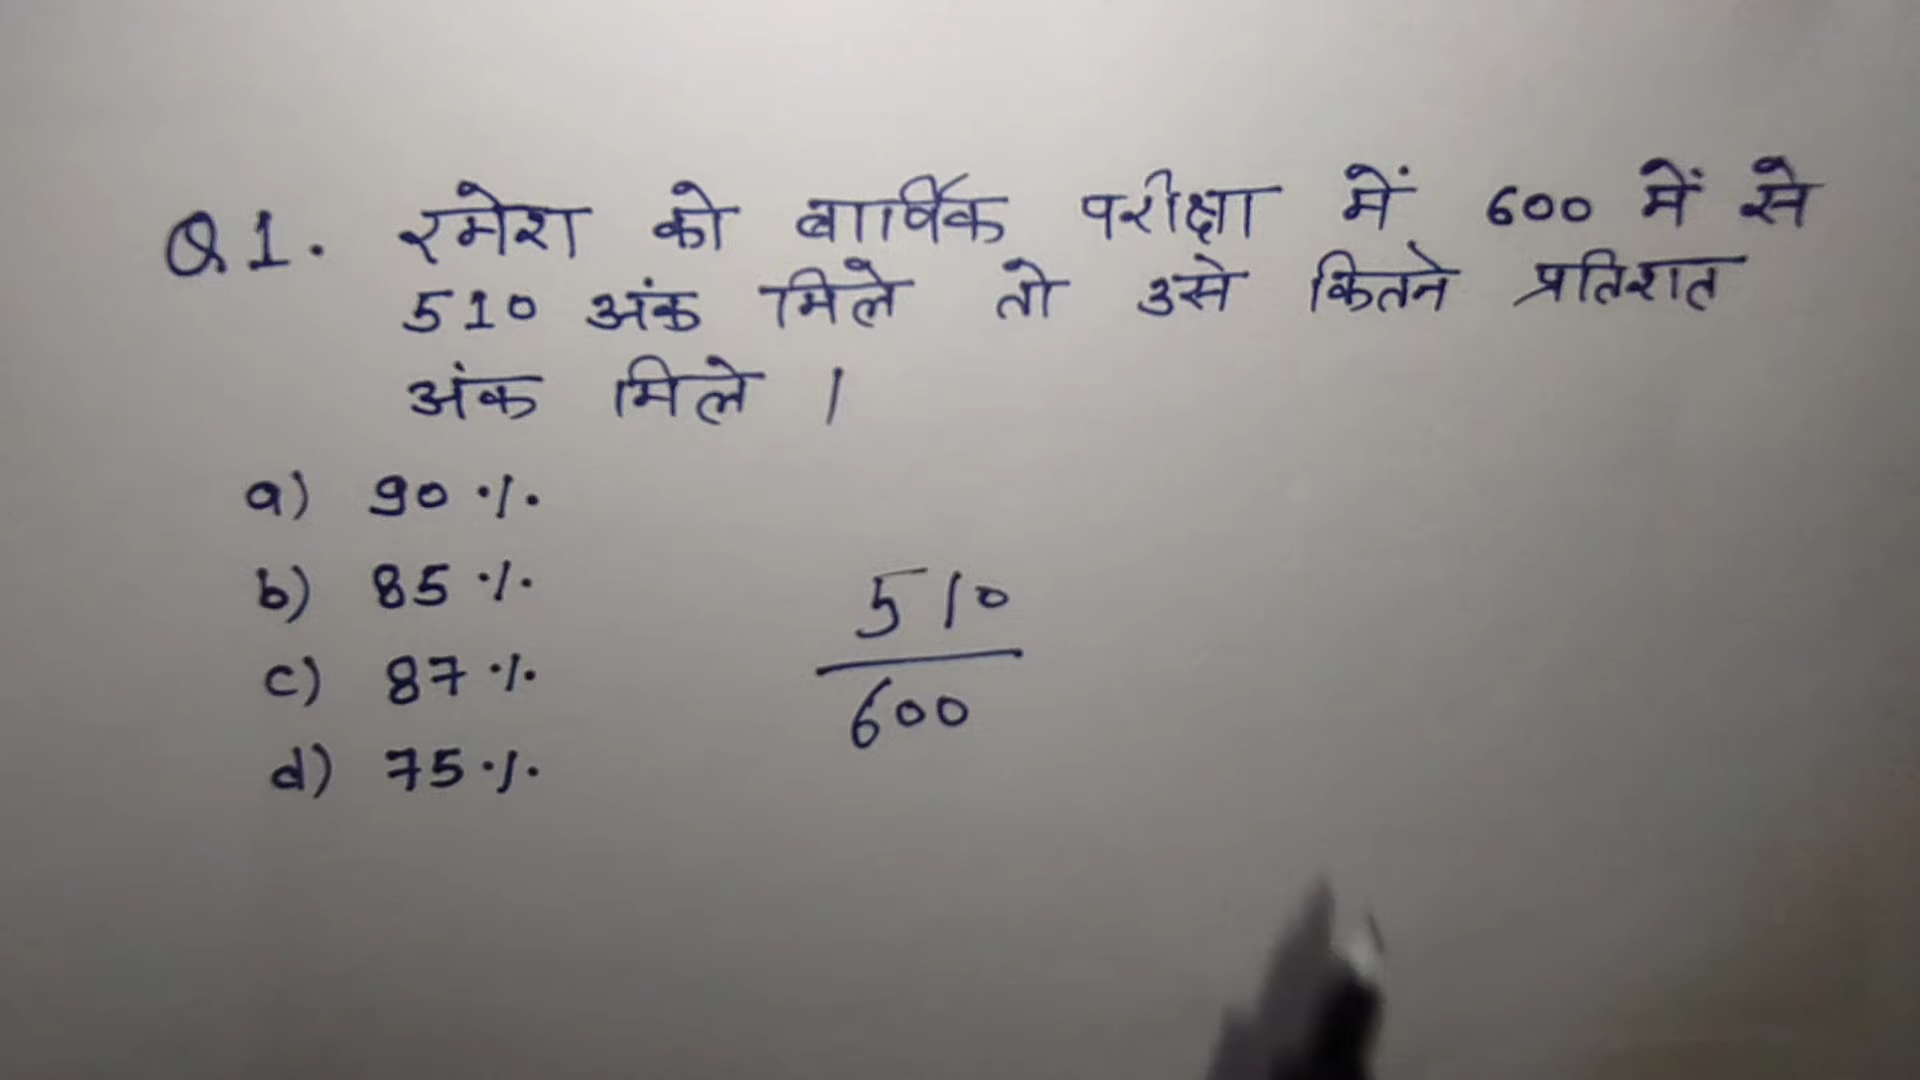 Q1. रमेश को वार्षिक परीक्षा में 600 में से
510 अंक मिले तो उसे कितने प्रतिशत
अंक मिले ।
a) 90 %
b) 85 %
c) 87 %
d) 75 %
510
600